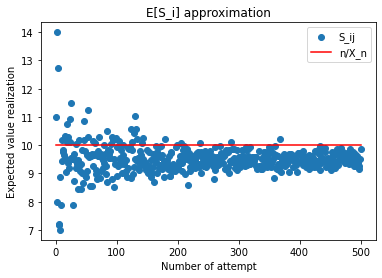 E[S_i] approximation
S_ij
n/X_n
Expected value realization
14
13
12
11
10
9
8
7
0 100 200 300 400 500
Number of attempt